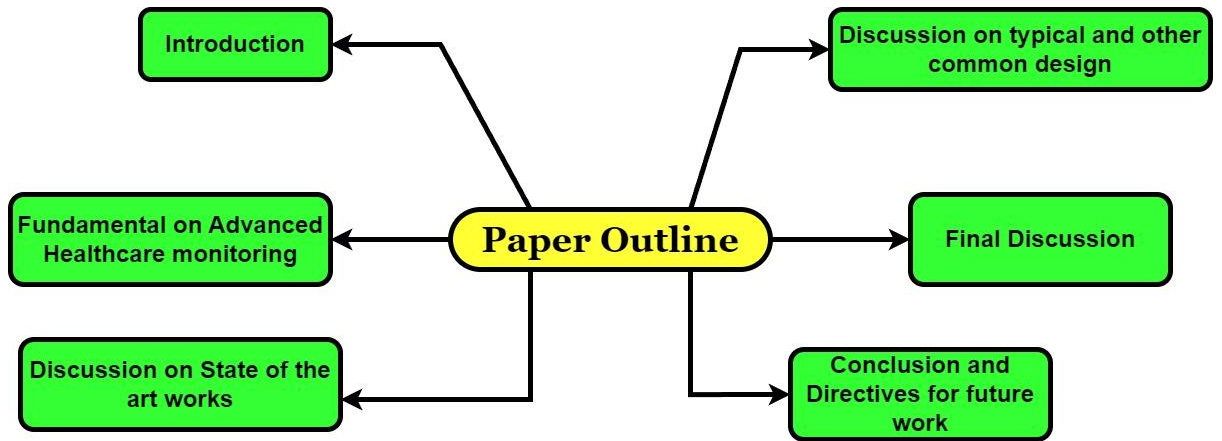 Introduction
Discussion on typical and other
common design
Fundamental on Advanced
Healthcare monitoring
Paper Outline
Final Discussion
Discussion on State of the
art works
Conclusion and
Directives for future
work